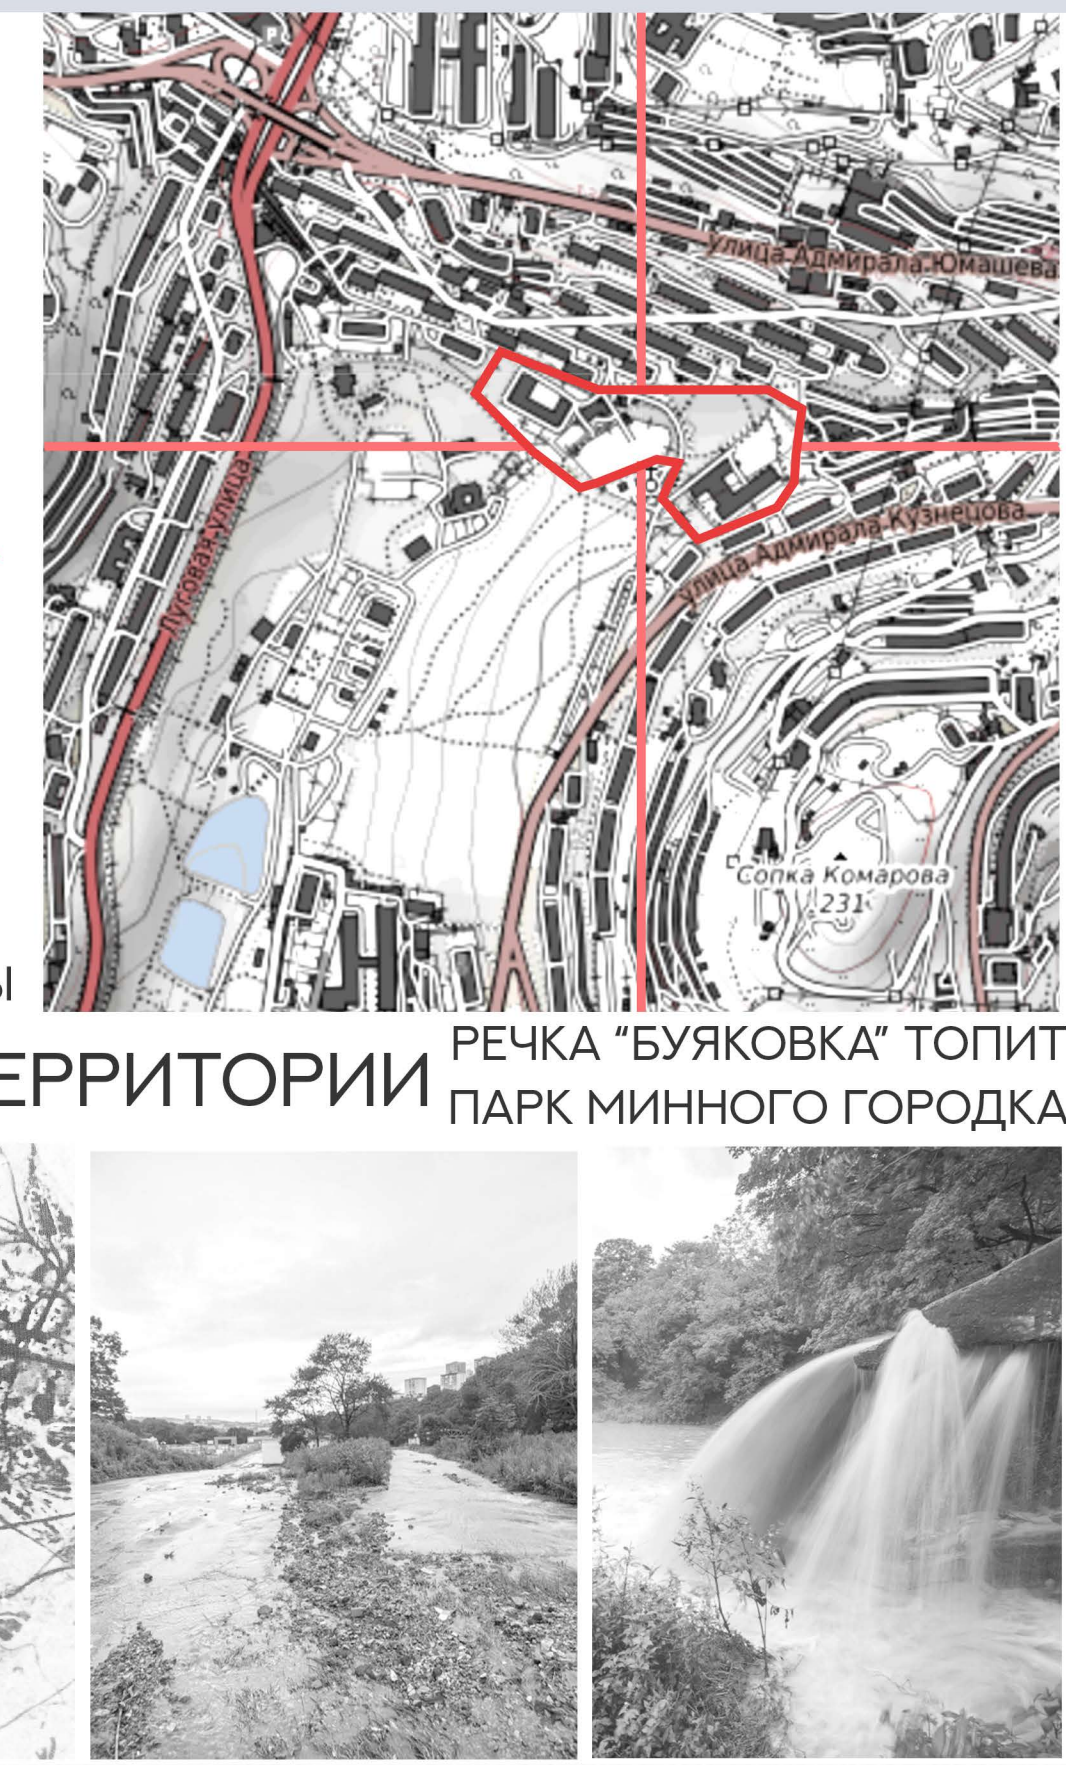 P
улица Адмирала Юмашева
Луговая улица
улица Адмирала Кузнецова
Сопка Комарова
231
Ы
ЕРРИТОРИИ
РЕЧКА “БУЯКОВКА” ТОПИТ
ПАРК МИННОГО ГОРОДКА